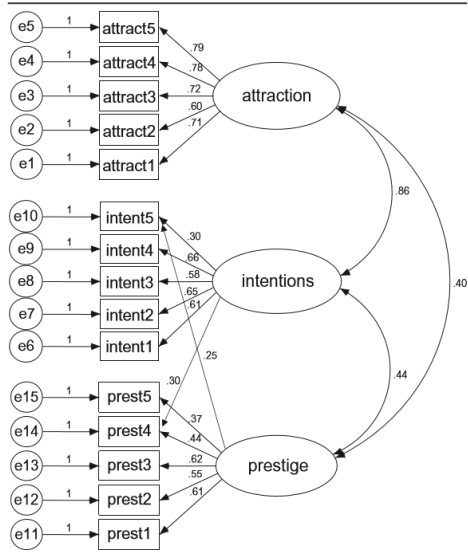 e5 1 attract5 .79
e4 1 attract4 .78
e3 1 attract3 .72 attraction
e2 1 attract2 .60
e1 1 attract1 .71
.86
e10 1 intent5 .30
e9 1 intent4 .66
e8 1 intent3 .58 intentions .40
e7 1 intent2 .65
e6 1 intent1 .61
.25
.30 .44
e15 1 prest5 .37
e14 1 prest4 .44
e13 1 prest3 .62 prestige
e12 1 prest2 .55
e11 1 prest1 .61